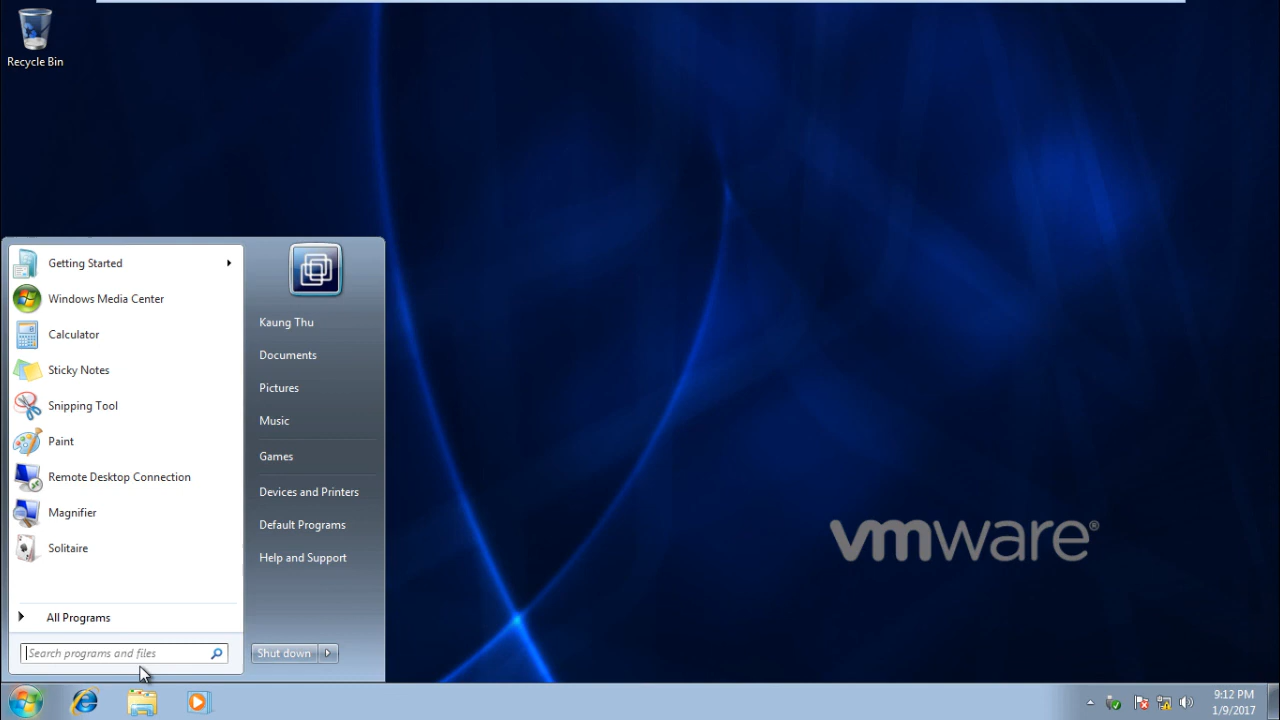 Recycle Bin
Getting Started
Windows Media Center
Calculator
Sticky Notes
Snipping Tool
Paint
Remote Desktop Connection
Magnifier
Solitaire
All Programs
Search programs and files
Kaung Thu
Documents
Pictures
Music
Games
Devices and Printers
Default Programs
Help and Support
Shut down
vmware®
9:12 PM
1/9/2017